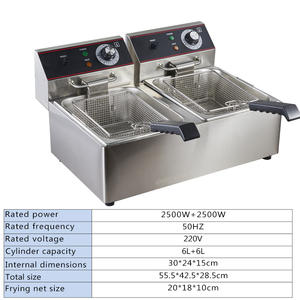 Rated power 2500W+2500W
Rated frequency 50HZ
Rated voltage 220V
Cylinder capacity 6L+6L
Internal dimensions 30*24*15cm
Total size 55.5*42.5*28.5cm
Frying net size 20*18*10cm